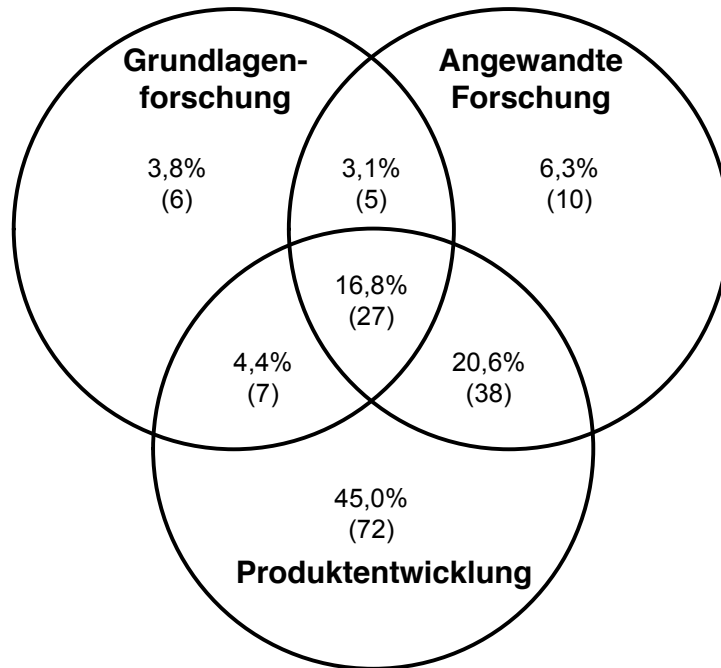 Grundlagen-
forschung
Angewandte
Forschung
3,8%
(6)
3,1%
(5)
6,3%
(10)
16,8%
(27)
4,4%
(7)
20,6%
(38)
45,0%
(72)
Produktentwicklung